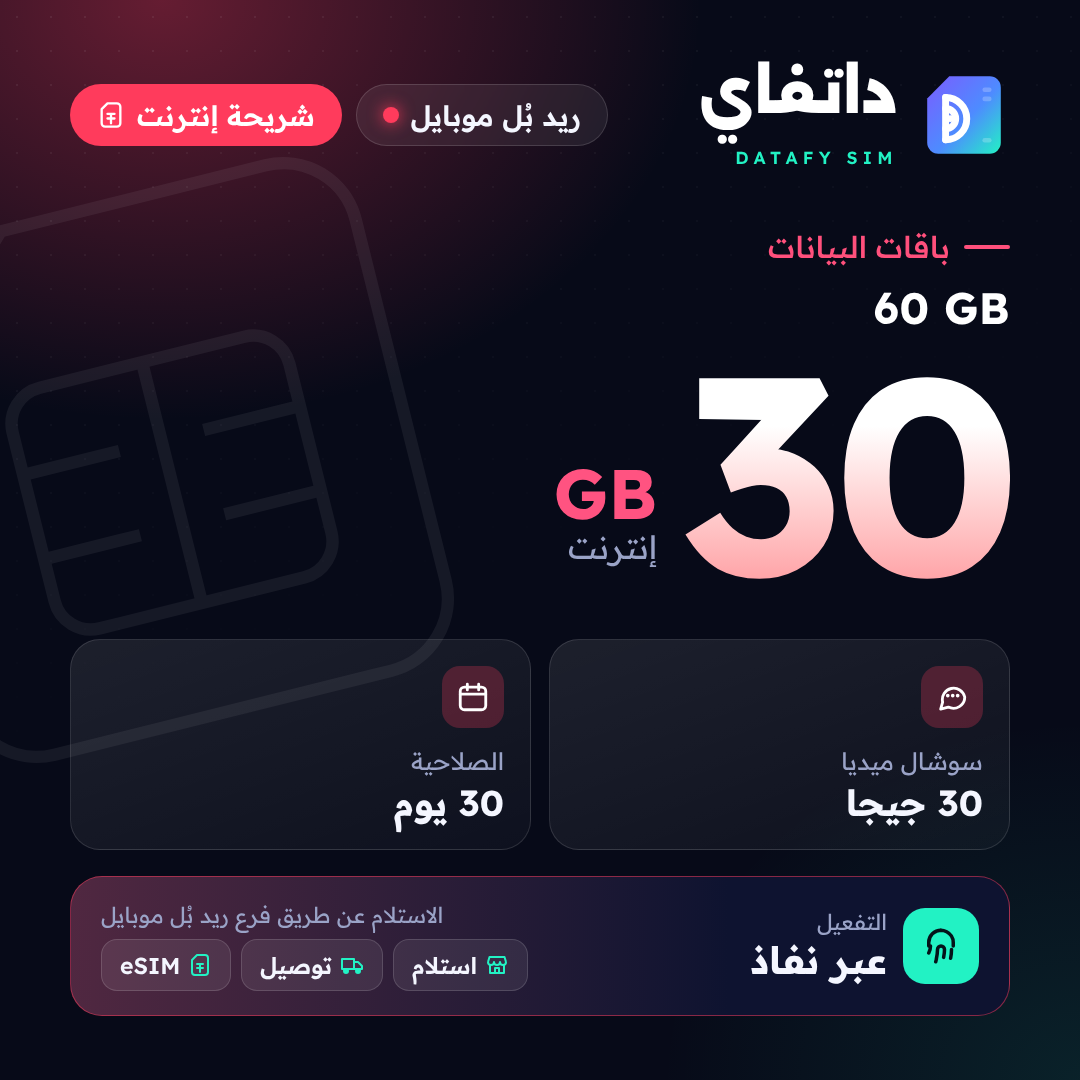 داتفاي
DATAFY SIM
ريد بُل موبايل
شريحة إنترنت
باقات البيانات
60 GB
30
GB
إنترنت
سوشال ميديا
30 جيجا
الصلاحية
30 يوم
التفعيل
عبر نفاذ
الاستلام عن طريق فرع ريد بُل موبايل
استلام
توصيل
eSIM